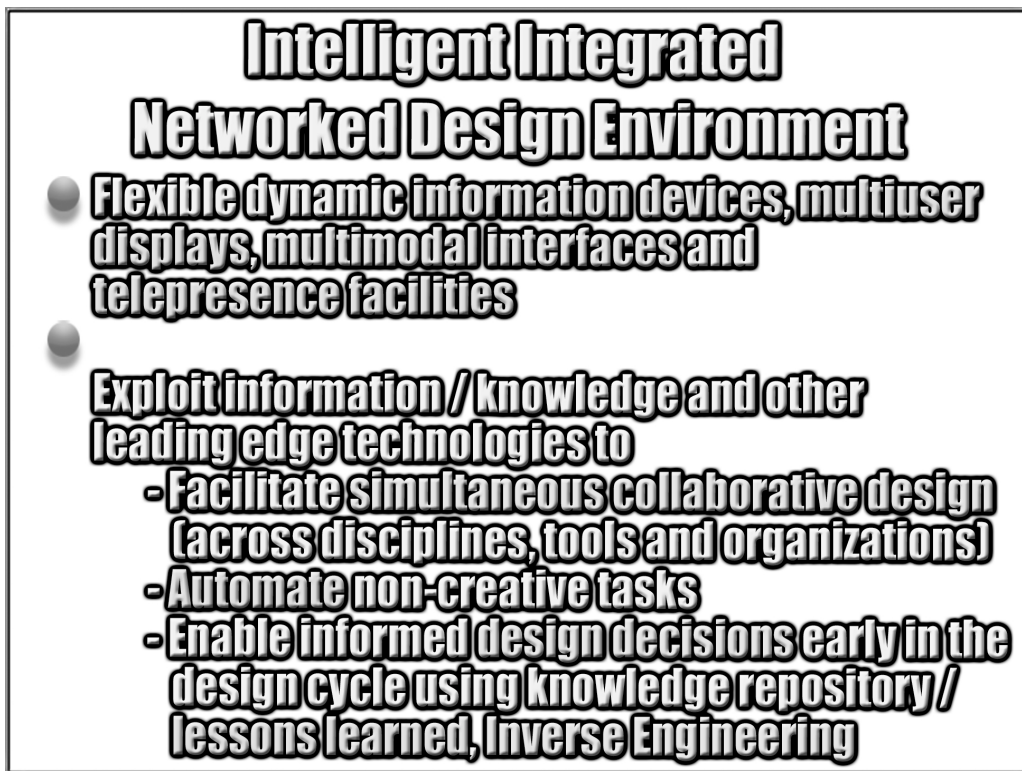 Intelligent Integrated
Networked Design Environment
Flexible dynamic information devices, multiuser
displays, multimodal interfaces and
telepresence facilities
Exploit information / knowledge and other
leading edge technologies to
- Facilitate simultaneous collaborative design
(across disciplines, tools and organizations)
- Automate non-creative tasks
- Enable informed design decisions early in the
design cycle using knowledge repository /
lessons learned, Inverse Engineering